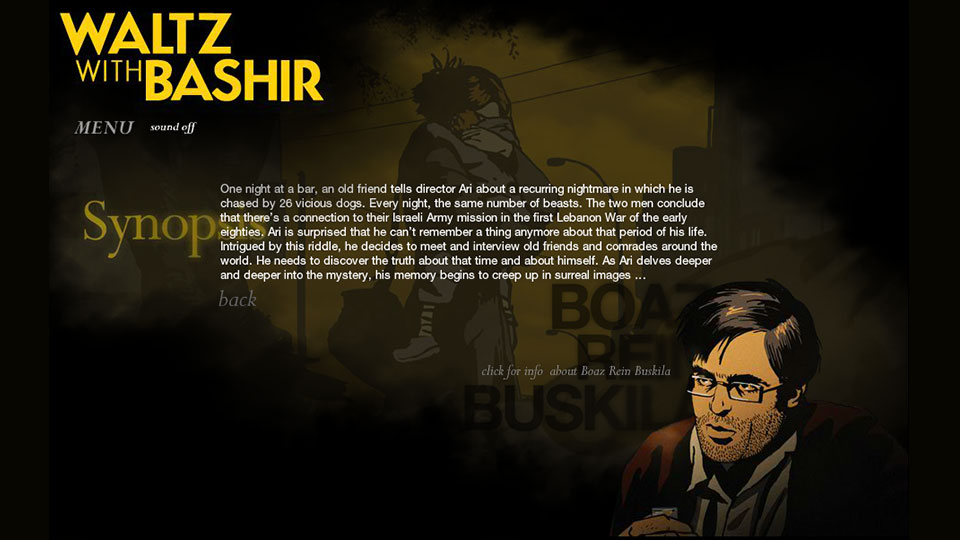 WALTZ
WITH BASHIR
MENU sound off
Synopsis
One night at a bar, an old friend tells director Ari about a recurring nightmare in which he is
chased by 26 vicious dogs. Every night, the same number of beasts. The two men conclude
that there's a connection to their Israeli Army mission in the first Lebanon War of the early
eighties. Ari is surprised that he can't remember a thing anymore about that period of his life.
Intrigued by this riddle, he decides to meet and interview old friends and comrades around the
world. He needs to discover the truth about that time and about himself. As Ari delves deeper
and deeper into the mystery, his memory begins to creep up in surreal images ...
back
BOAZ
REIN
click for info about Boaz Rein Buskila
BUSKILA